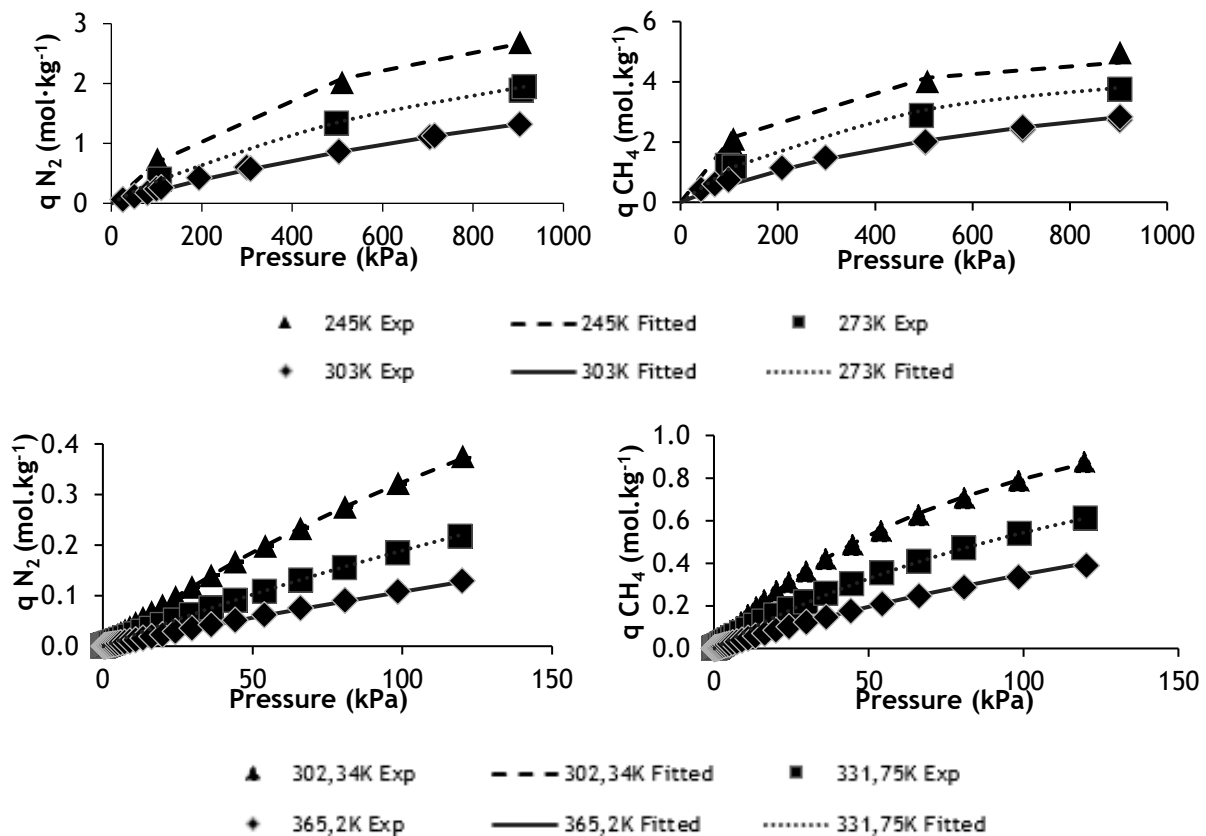 3
2
1
0
q N₂ (mol·kg⁻¹)
0 200 400 600 800 1000
Pressure (kPa)
6
4
2
0
q CH₄ (mol.kg⁻¹)
0 200 400 600 800 1000
Pressure (kPa)
245K Exp 245K Fitted 273K Exp
303K Exp 303K Fitted 273K Fitted
0.4
0.3
0.2
0.1
0.0
q N₂ (mol.kg⁻¹)
0 50 100 150
Pressure (kPa)
1.0
0.8
0.6
0.4
0.2
0.0
q CH₄ (mol.kg⁻¹)
0 50 100 150
Pressure (kPa)
302,34K Exp 302,34K Fitted 331,75K Exp
365,2K Exp 365,2K Fitted 331,75K Fitted